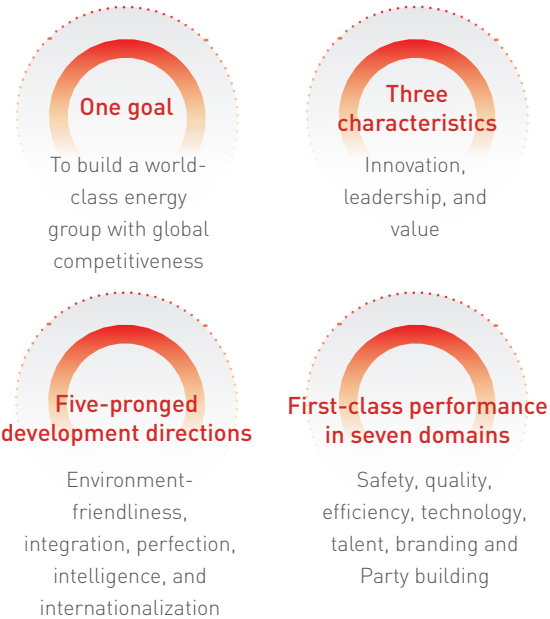 One goal
To build a world-
class energy
group with global
competitiveness
Three
characteristics
Innovation,
leadership, and
value
Five-pronged
development directions
Environment-
friendliness,
integration, perfection,
intelligence, and
internationalization
First-class performance
in seven domains
Safety, quality,
efficiency, technology,
talent, branding and
Party building